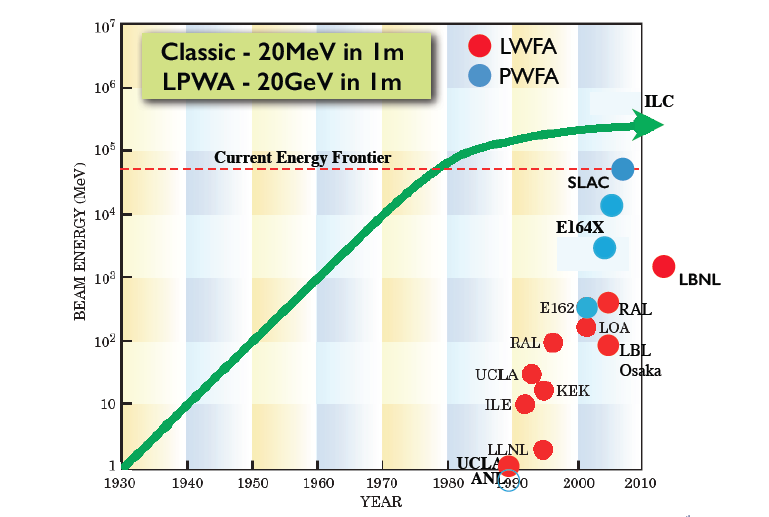 10⁷
Classic - 20MeV in 1m
LPWA - 20GeV in 1m
LWFA
PWFA
10⁶
ILC
10⁵
Current Energy Frontier
SLAC
10⁴
E164X
BEAM ENERGY (MeV)
10³
LBNL
E162
RAL
LOA
10²
RAL
LBL
Osaka
UCLA
KEK
10
ILE
LLNL
UCLA
1
ANL
1930
1940
1950
1960
1970
1980
1990
2000
2010
YEAR